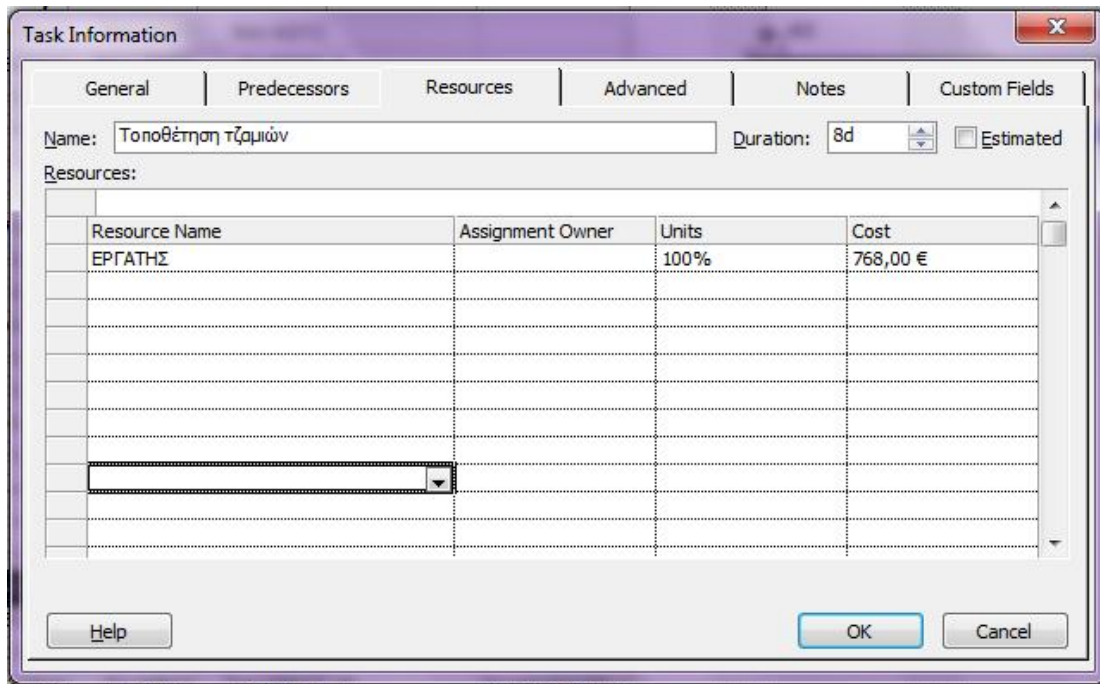 Task Information
General Predecessors Resources Advanced Notes Custom Fields
Name: Τοποθέτηση τζαμιών Duration: 8d Estimated
Resources:
Resource Name Assignment Owner Units Cost
ΕΡΓΑΤΗΣ 100% 768,00 €
Help OK Cancel